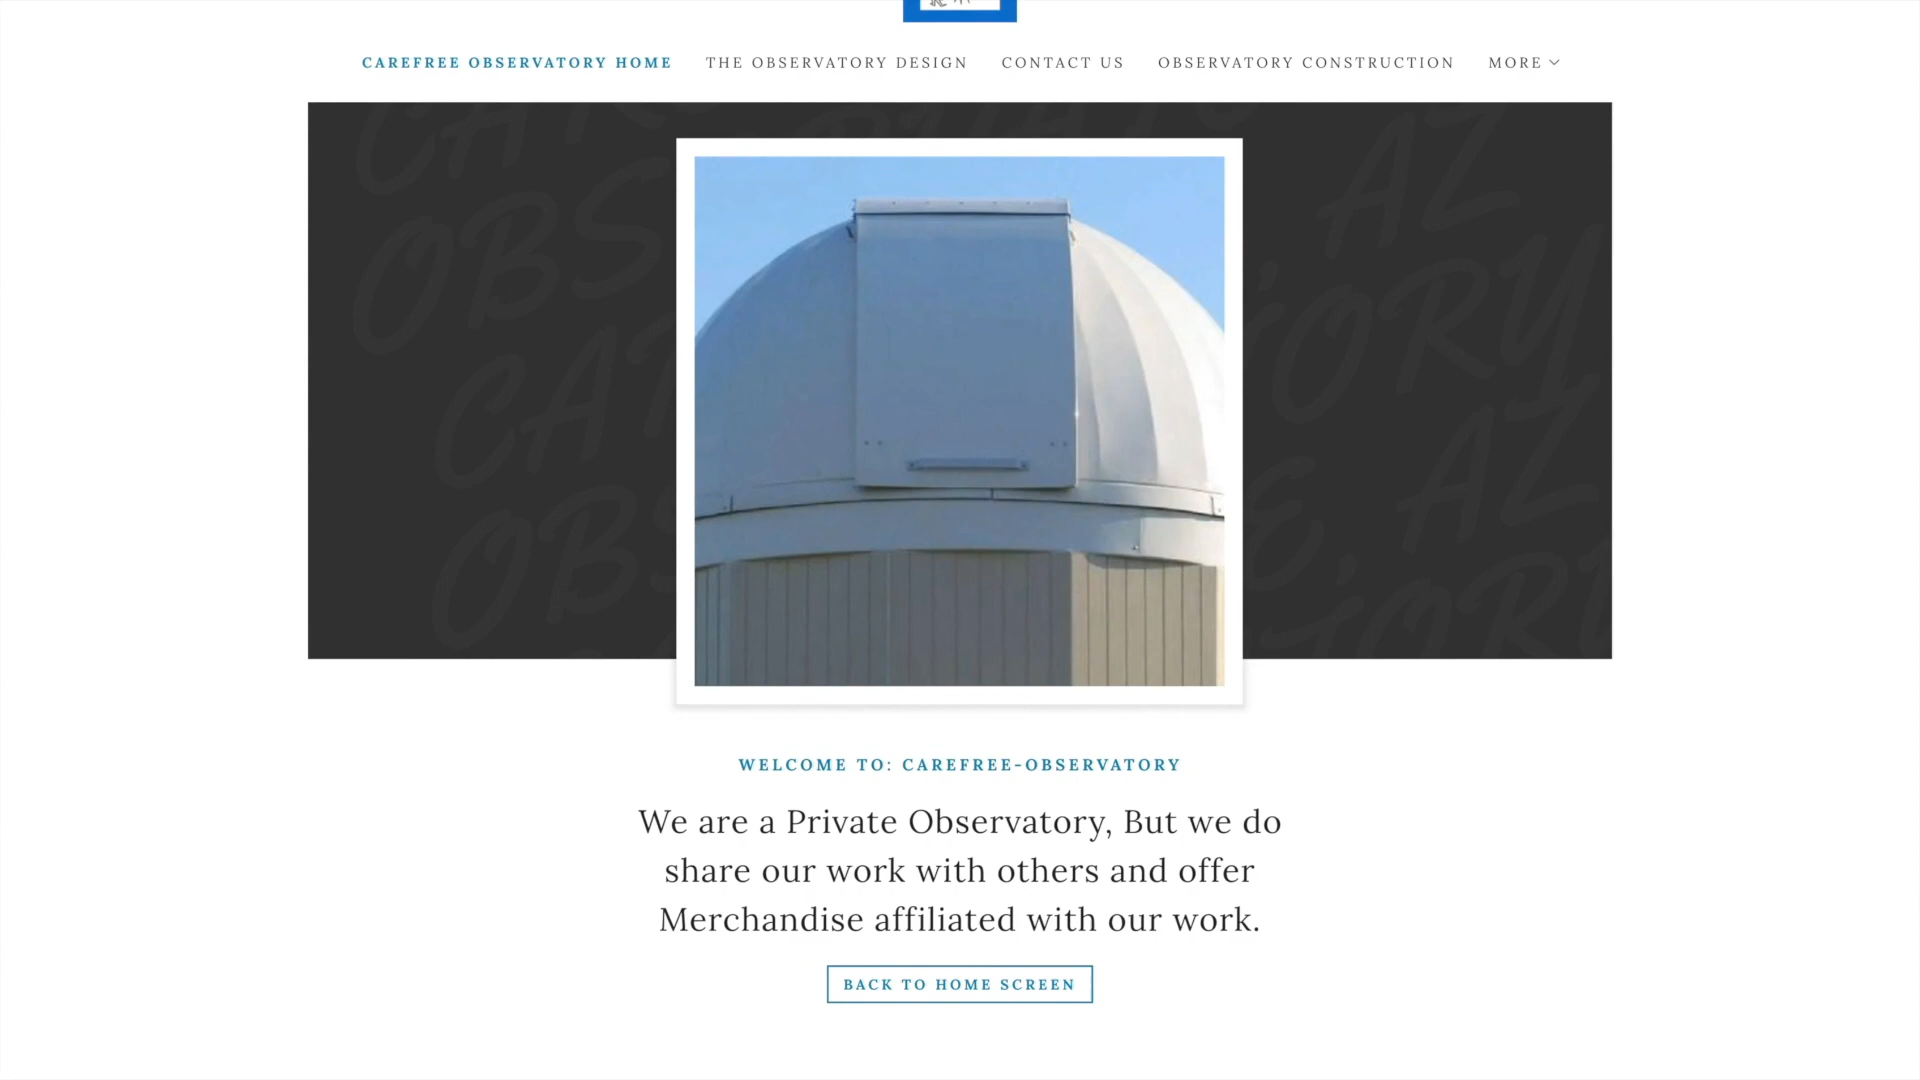 CAREFREE OBSERVATORY HOME THE OBSERVATORY DESIGN CONTACT US OBSERVATORY CONSTRUCTION MORE
WELCOME TO: CAREFREE-OBSERVATORY
We are a Private Observatory, But we do
share our work with others and offer
Merchandise affiliated with our work.
BACK TO HOME SCREEN